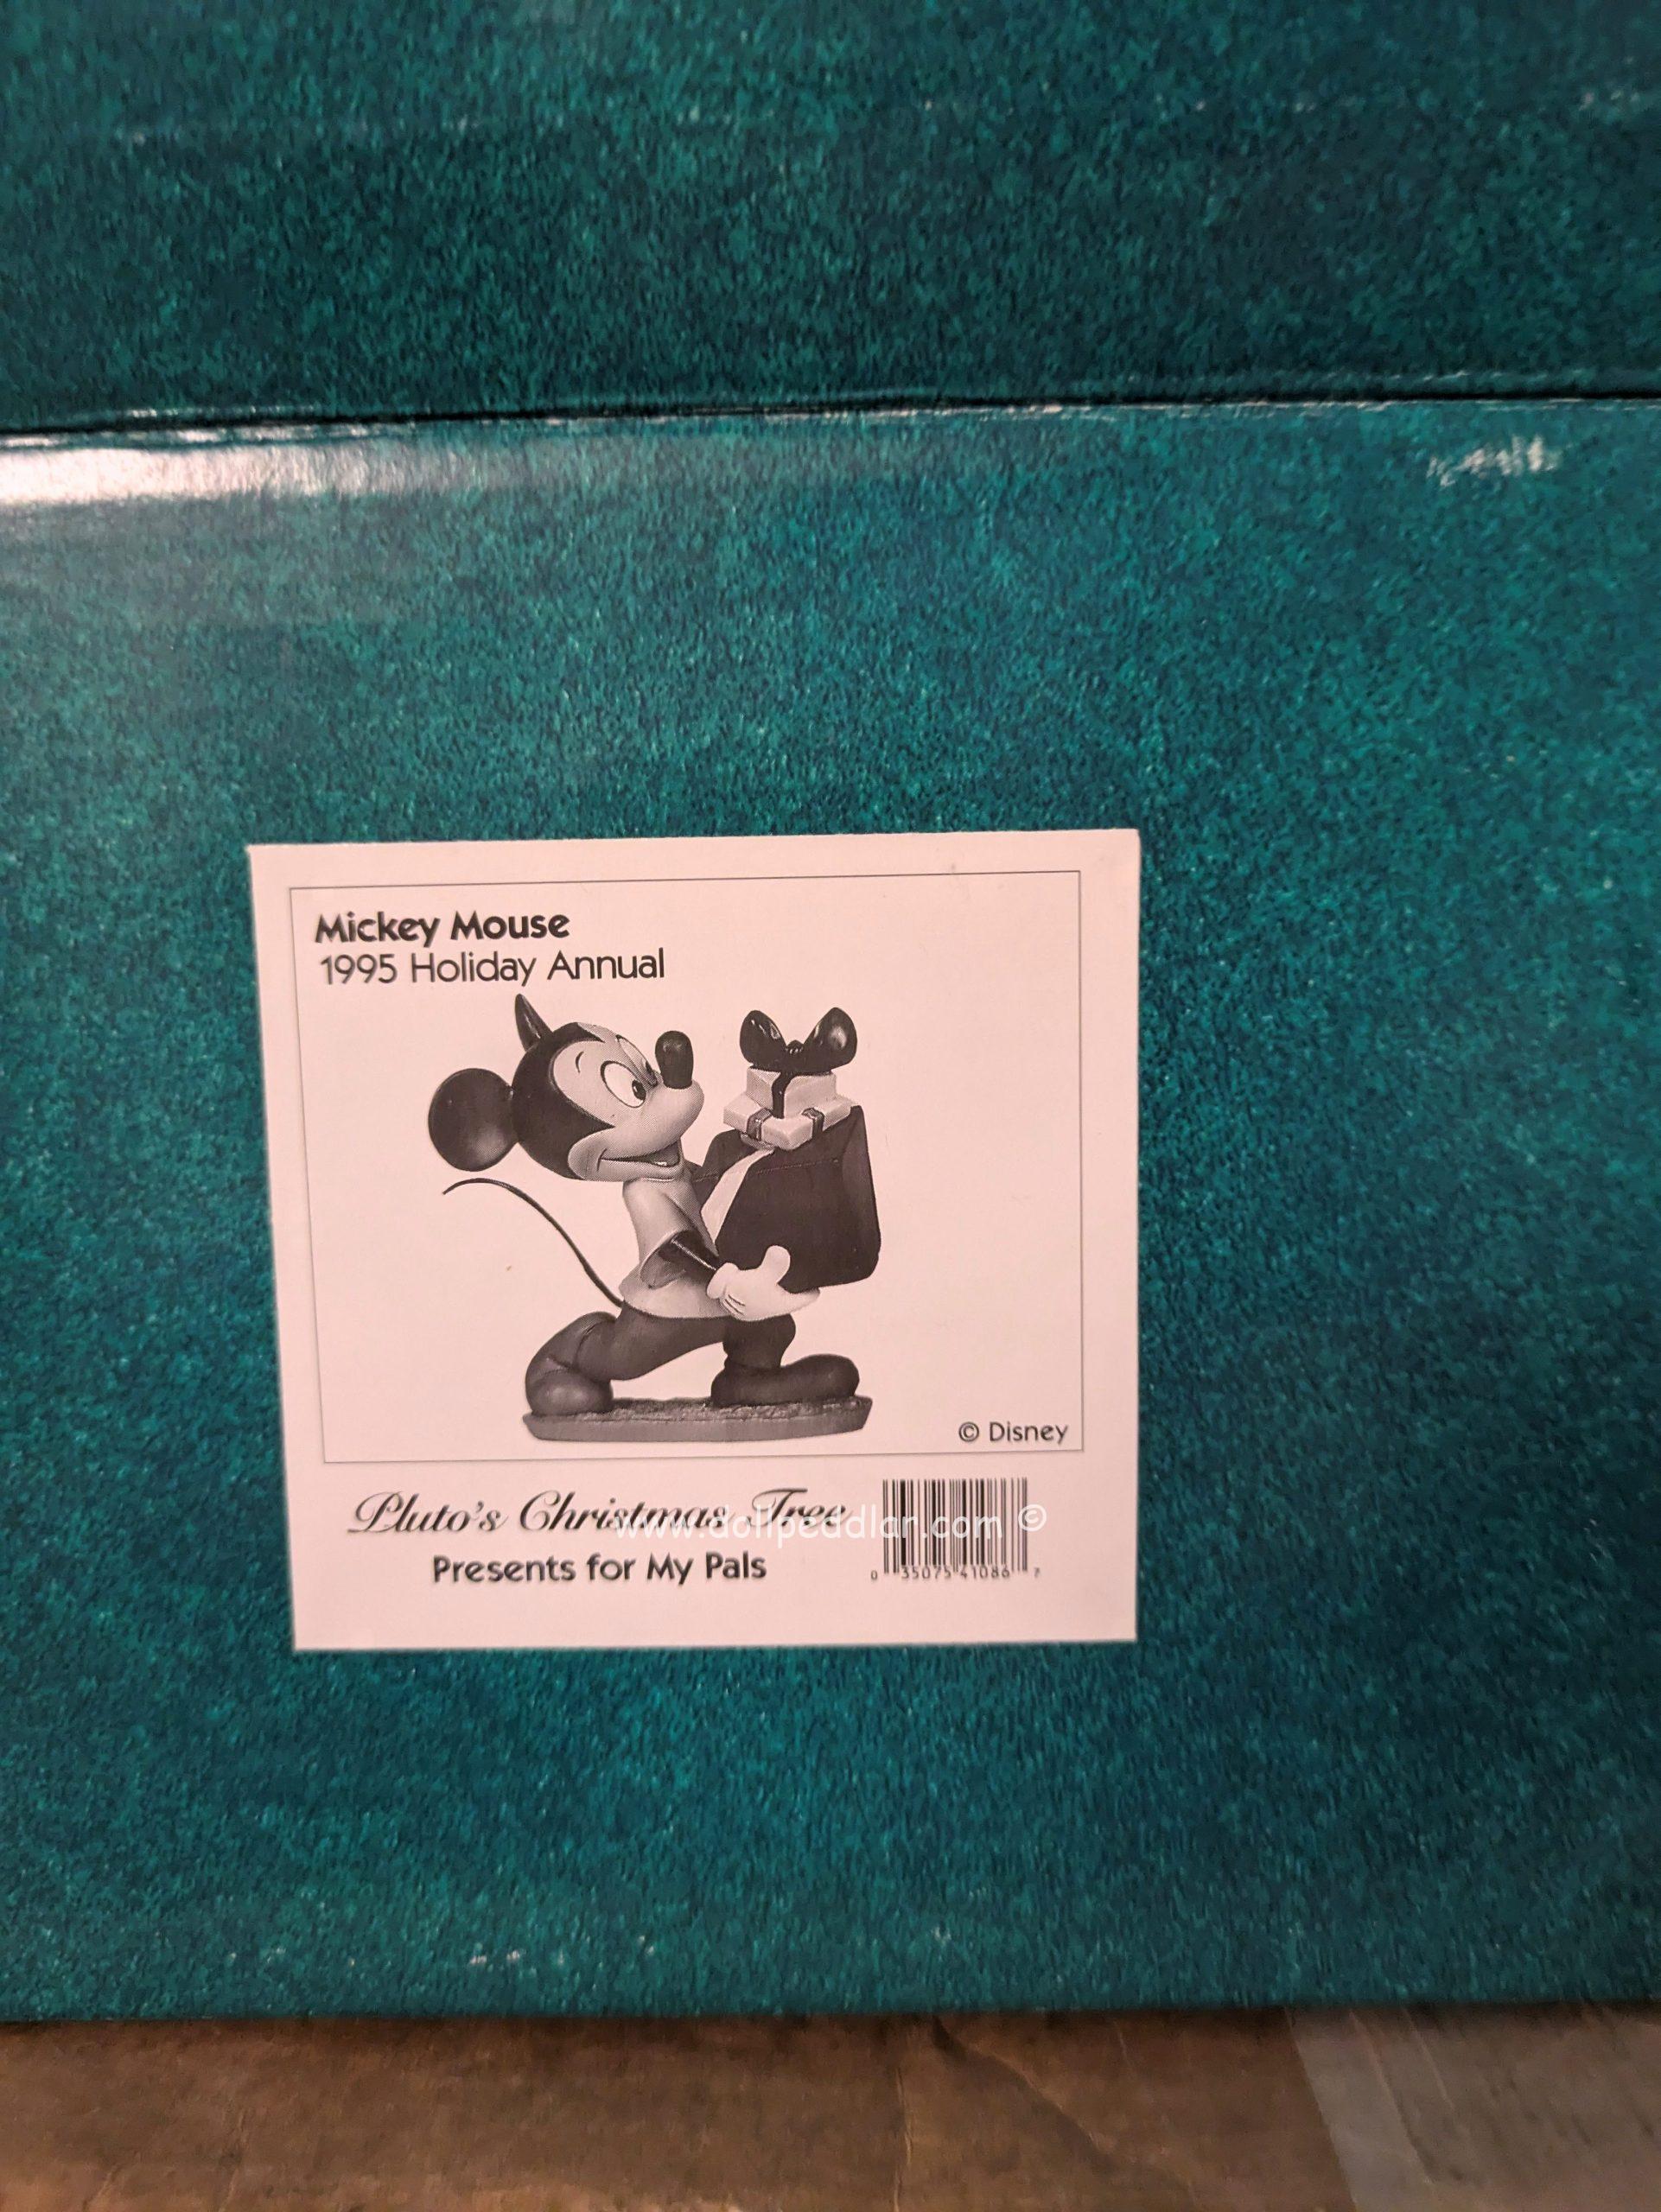 Mickey Mouse
1995 Holiday Annual
© Disney
Pluto's Christmas Tree
www.dollpeddlar.com ©
Presents for My Pals
0 35075 41086 7